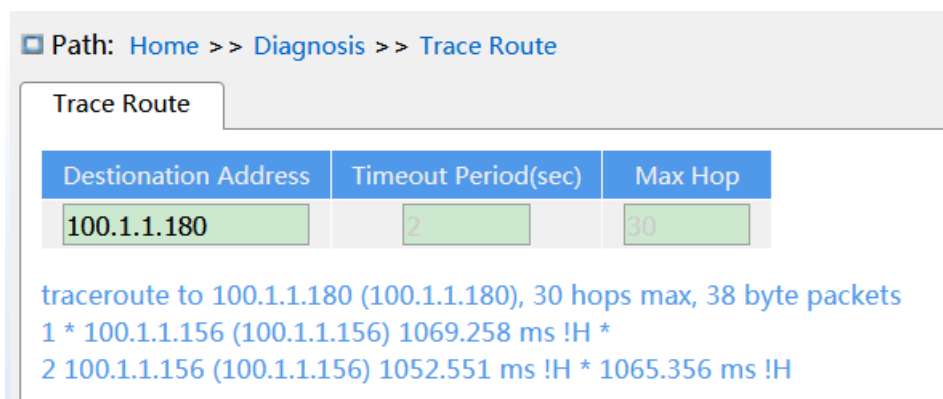 Path: Home >> Diagnosis >> Trace Route
Trace Route
Destionation Address Timeout Period(sec) Max Hop
100.1.1.180 2 30
traceroute to 100.1.1.180 (100.1.1.180), 30 hops max, 38 byte packets
1 * 100.1.1.156 (100.1.1.156) 1069.258 ms !H *
2 100.1.1.156 (100.1.1.156) 1052.551 ms !H * 1065.356 ms !H